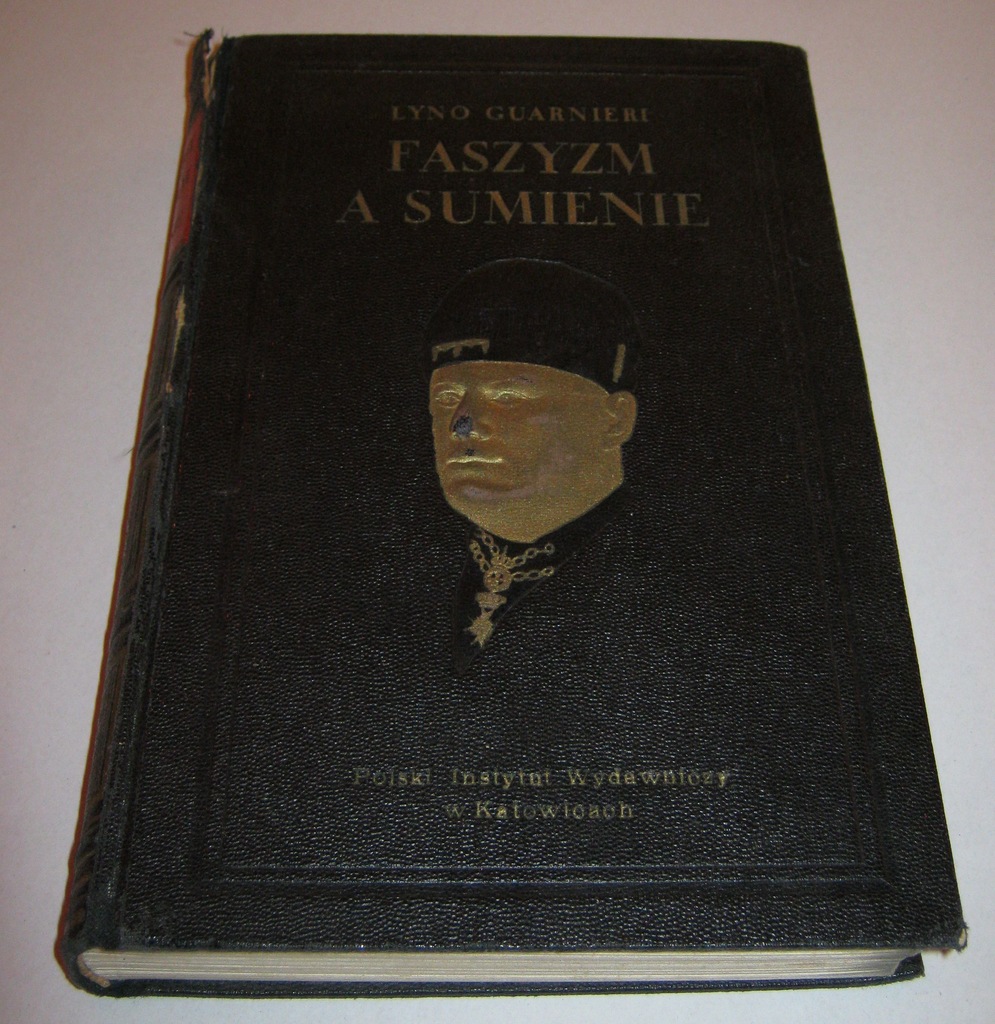 LYNO GUARNIERI
FASZYZM
A SUMIENIE
Polski Instytut Wydawniczy
w Katowicach